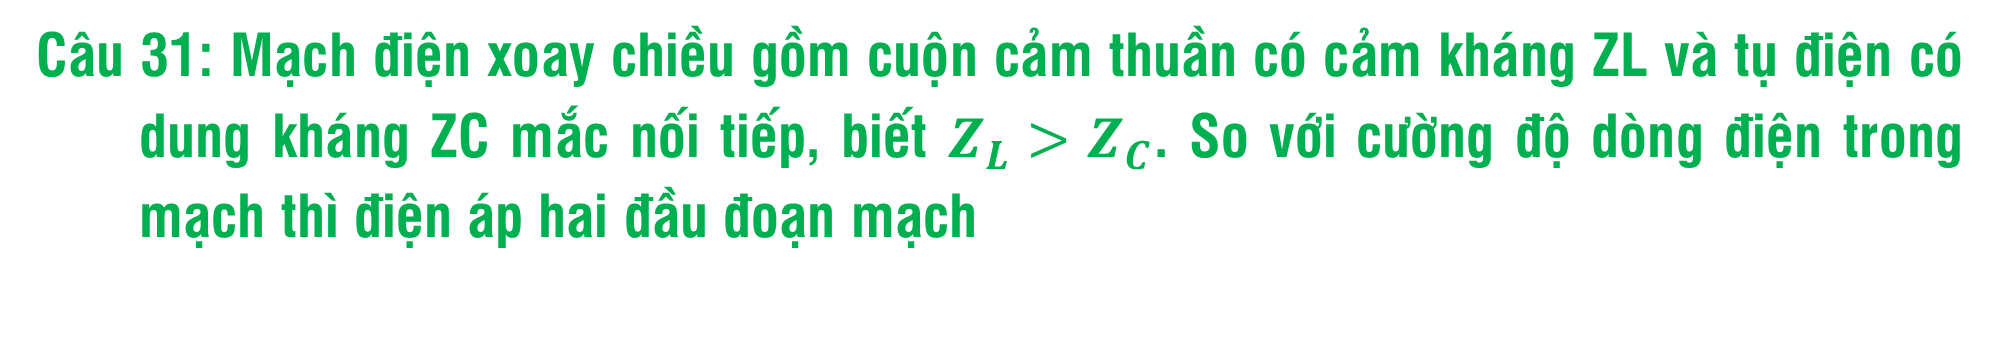 Câu 31: Mạch điện xoay chiều gồm cuộn cảm thuần có cảm kháng ZL và tụ điện có
dung kháng ZC mắc nối tiếp, biết $Z_L > Z_C$. So với cường độ dòng điện trong
mạch thì điện áp hai đầu đoạn mạch